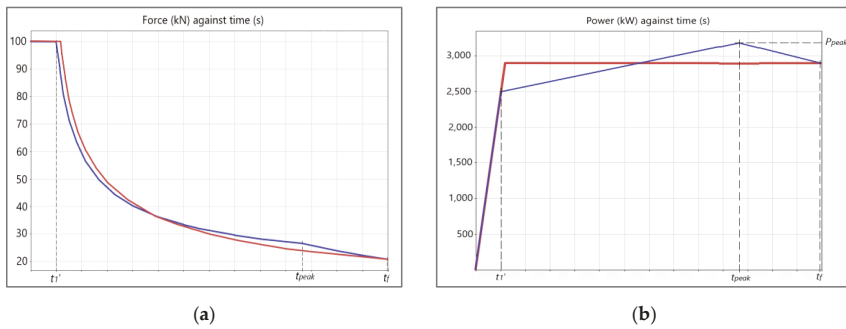 Force (kN) against time (s)
100
90
80
70
60
50
40
30
20
t1'
tpeak
tf
(a)
Power (kW) against time (s)
Ppeak
3,000
2,500
2,000
1,500
1,000
500
t1'
tpeak
tf
(b)